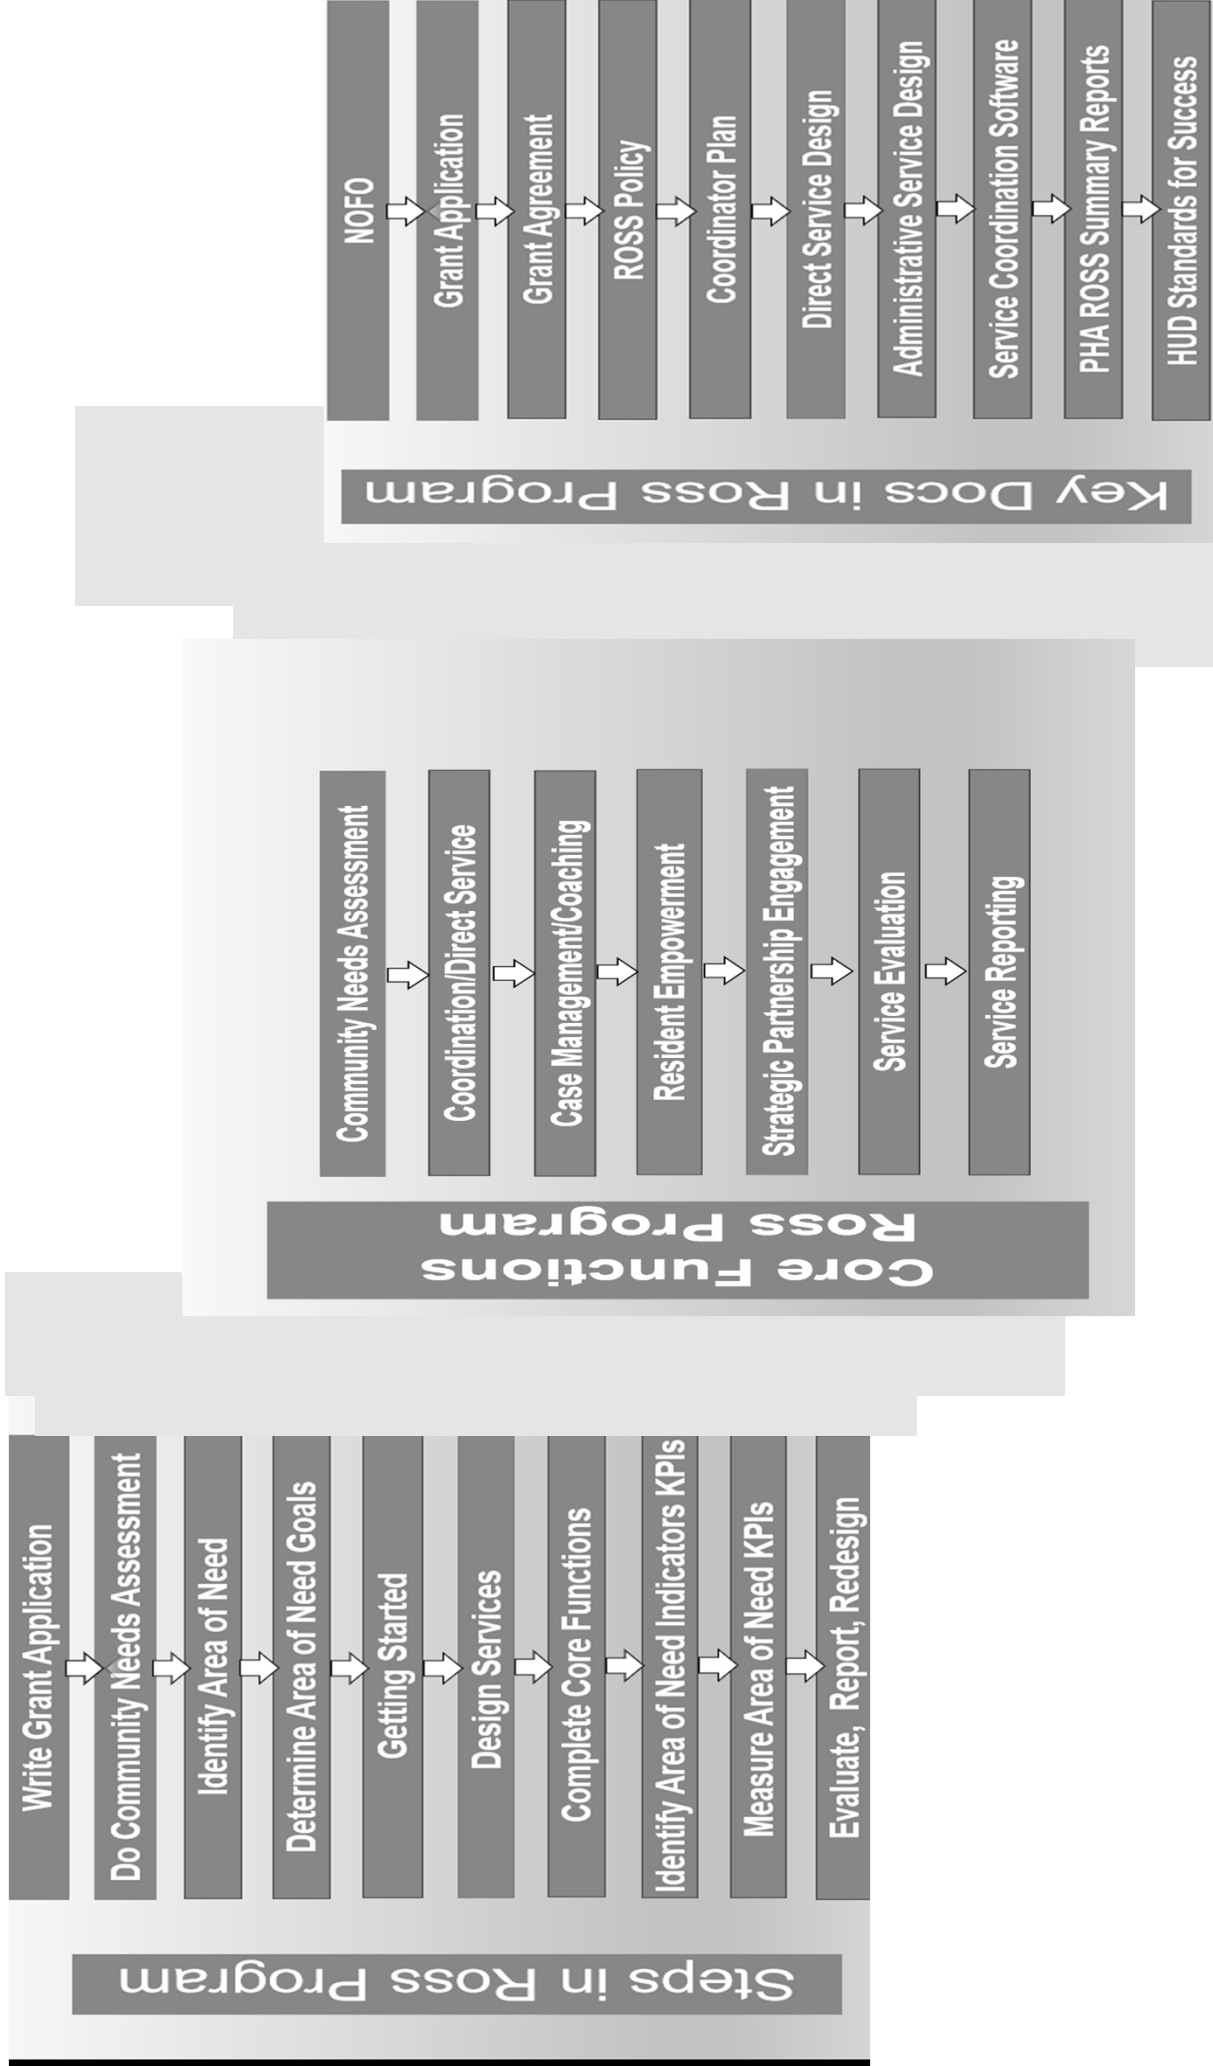 Steps in Ross Program
Write Grant Application
Do Community Needs Assessment
Identify Area of Need
Determine Area of Need Goals
Getting Started
Design Services
Complete Core Functions
Identify Area of Need Indicators KPIs
Measure Area of Need KPIs
Evaluate, Report, Redesign
Core Functions
Ross Program
Community Needs Assessment
Coordination/Direct Service
Case Management/Coaching
Resident Empowerment
Strategic Partnership Engagement
Service Evaluation
Service Reporting
Key Docs in Ross Program
NOFO
Grant Application
Grant Agreement
ROSS Policy
Coordinator Plan
Direct Service Design
Administrative Service Design
Service Coordination Software
PHA ROSS Summary Reports
HUD Standards for Success